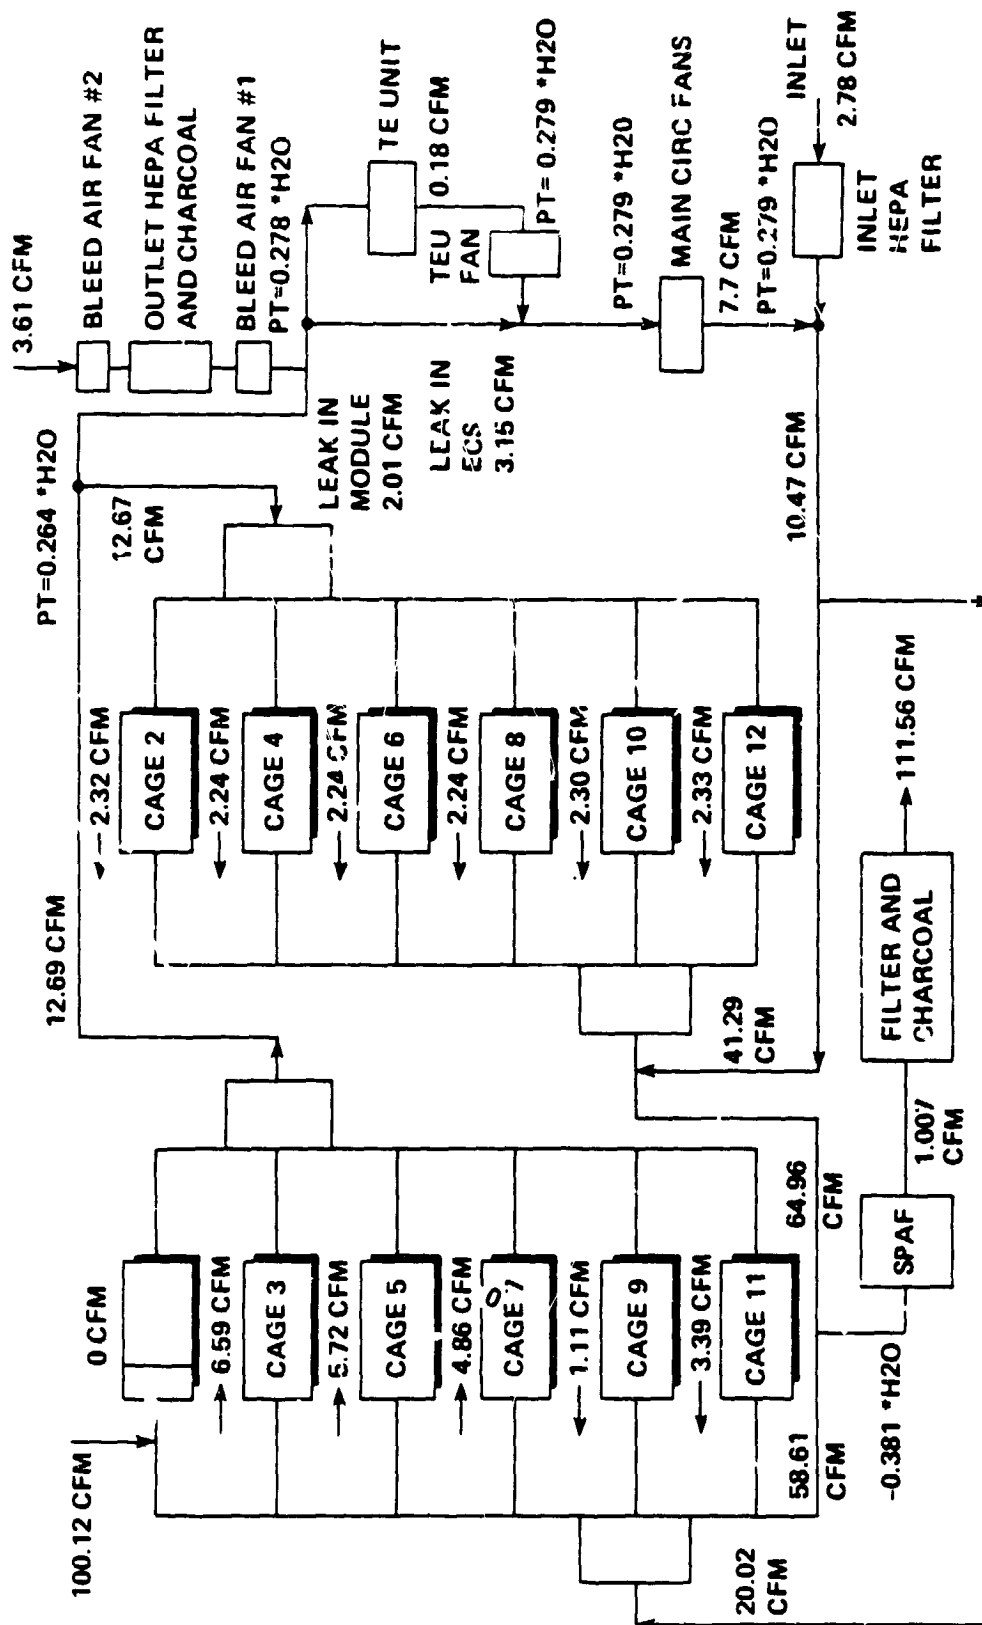 100.12 CFM
0 CFM
6.59 CFM
CAGE 3
5.72 CFM
CAGE 5
4.86 CFM
CAGE 7
0
1.11 CFM
CAGE 9
3.39 CFM
CAGE 11
20.02
CFM
58.61
CFM
64.96
CFM
-0.381 *H2O
SPAF
1.007
CFM
FILTER AND
CHARCOAL
111.56 CFM
12.69 CFM
PT=0.264 *H2O
12.67
CFM
2.32 CFM
CAGE 2
2.24 CFM
CAGE 4
2.24 CFM
CAGE 6
2.24 CFM
CAGE 8
2.30 CFM
CAGE 10
2.33 CFM
CAGE 12
41.29
CFM
10.47 CFM
3.61 CFM
BLEED AIR FAN #2
OUTLET HEPA FILTER
AND CHARCOAL
BLEED AIR FAN #1
PT=0.278 *H2O
LEAK IN
MODULE
2.01 CFM
TE UNIT
0.18 CFM
TEU
FAN
PT= 0.279 *H2O
LEAK IN
ECS
3.15 CFM
PT=0.279 *H20
MAIN CIRC FANS
7.7 CFM
PT=0.279 *H2O
INLET
2.78 CFM
INLET
HEPA
FILTER